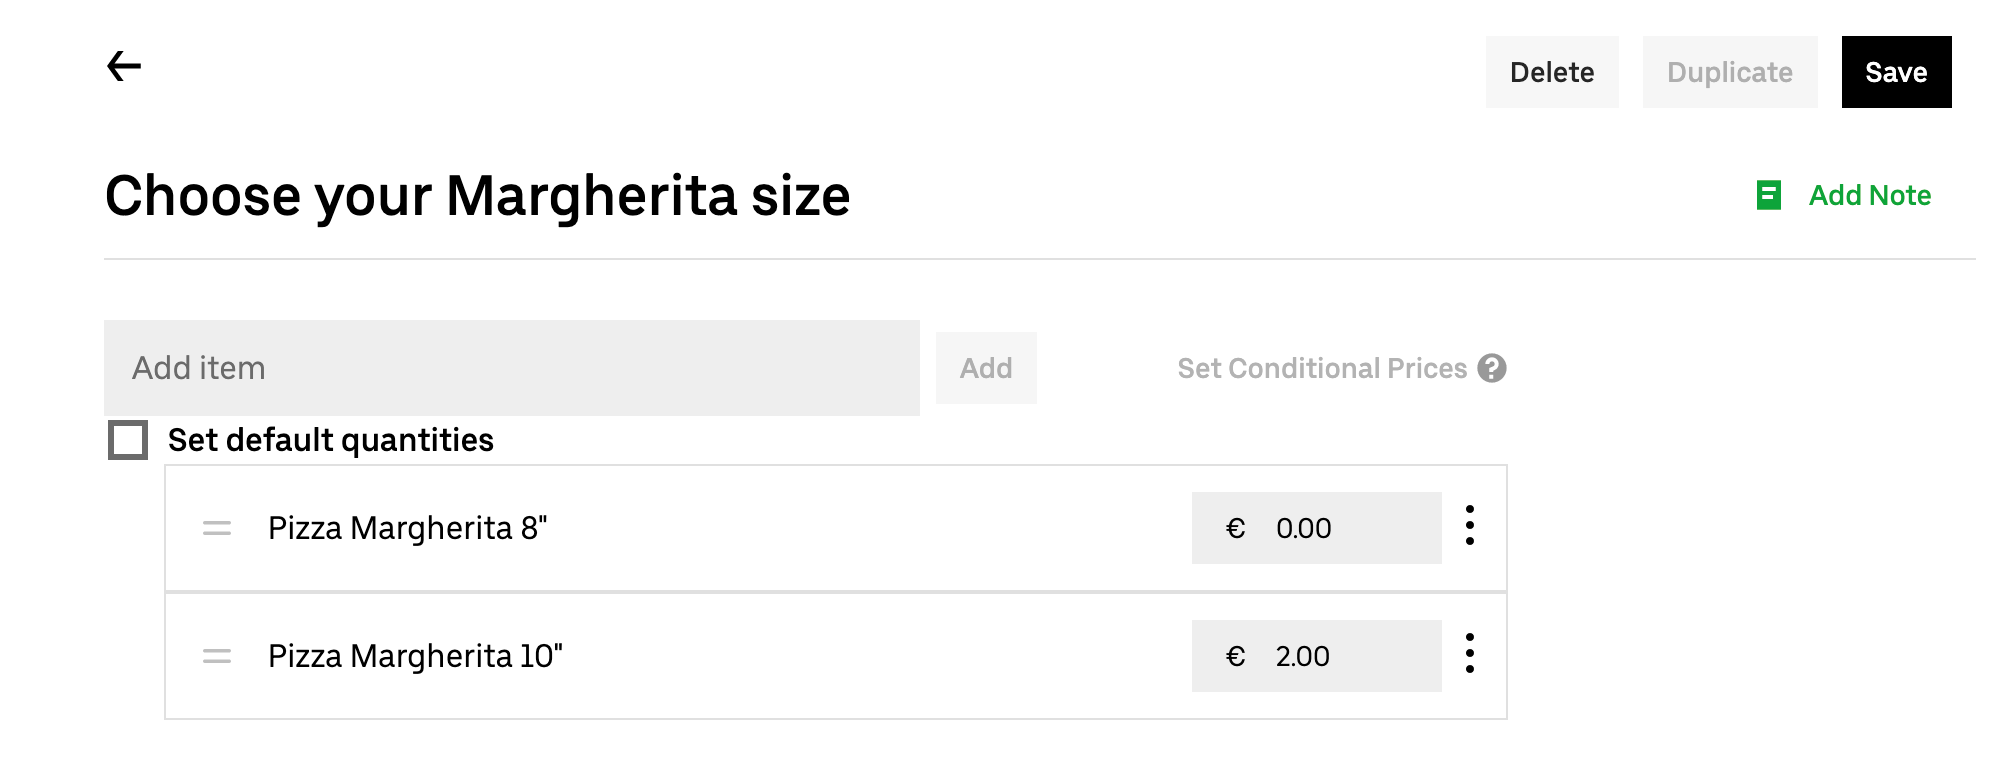 Delete
Duplicate
Save
Choose your Margherita size
Add Note
Add item
Add
Set Conditional Prices ?
Set default quantities
Pizza Margherita 8" € 0.00
Pizza Margherita 10" € 2.00